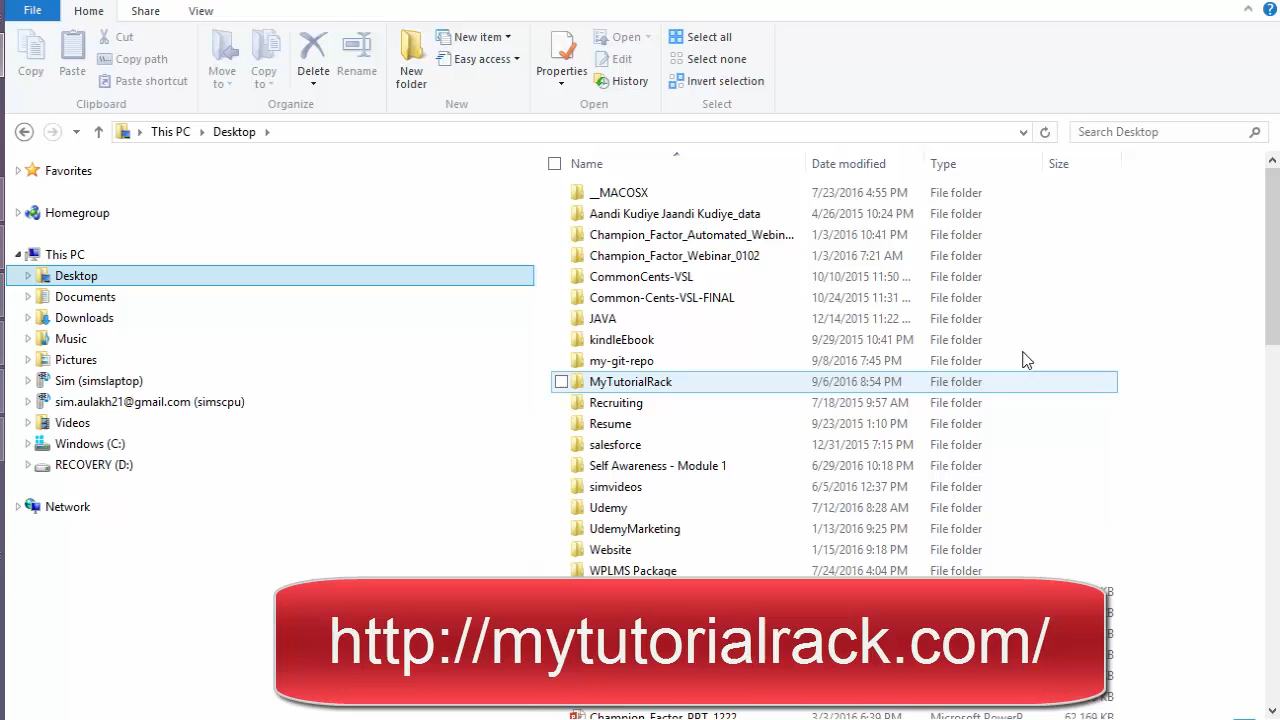 File Home Share View
Copy Paste Cut Copy path Paste shortcut
Move to Copy to Delete Rename
New folder New item Easy access
Properties Open Edit History
Select all Select none Invert selection
Clipboard Organize New Open Select
This PC Desktop Search Desktop
Favorites
Homegroup
This PC
Desktop
Documents
Downloads
Music
Pictures
Sim (simslaptop)
sim.aulakh21@gmail.com (simscpu)
Videos
Windows (C:)
RECOVERY (D:)
Network
Name Date modified Type Size
__MACOSX 7/23/2016 4:55 PM File folder
Aandi Kudiye Jaandi Kudiye_data 4/26/2015 10:24 PM File folder
Champion_Factor_Automated_Webin... 1/3/2016 10:41 PM File folder
Champion_Factor_Webinar_0102 1/3/2016 7:21 AM File folder
CommonCents-VSL 10/10/2015 11:50 ... File folder
Common-Cents-VSL-FINAL 10/24/2015 11:31 ... File folder
JAVA 12/14/2015 11:22 ... File folder
kindleEbook 9/29/2015 10:41 PM File folder
my-git-repo 9/8/2016 7:45 PM File folder
MyTutorialRack 9/6/2016 8:54 PM File folder
Recruiting 7/18/2015 9:57 AM File folder
Resume 9/23/2015 1:10 PM File folder
salesforce 12/31/2015 7:15 PM File folder
Self Awareness - Module 1 6/29/2016 10:18 PM File folder
simvideos 6/5/2016 12:37 PM File folder
Udemy 7/12/2016 8:28 AM File folder
UdemyMarketing 1/13/2016 9:25 PM File folder
Website 1/15/2016 9:18 PM File folder
WPLMS Package 7/24/2016 4:04 PM File folder
http://mytutorialrack.com/
Champion_Factor_PPT_1222 3/3/2016 6:39 PM Microsoft PowerP... 62,169 KB